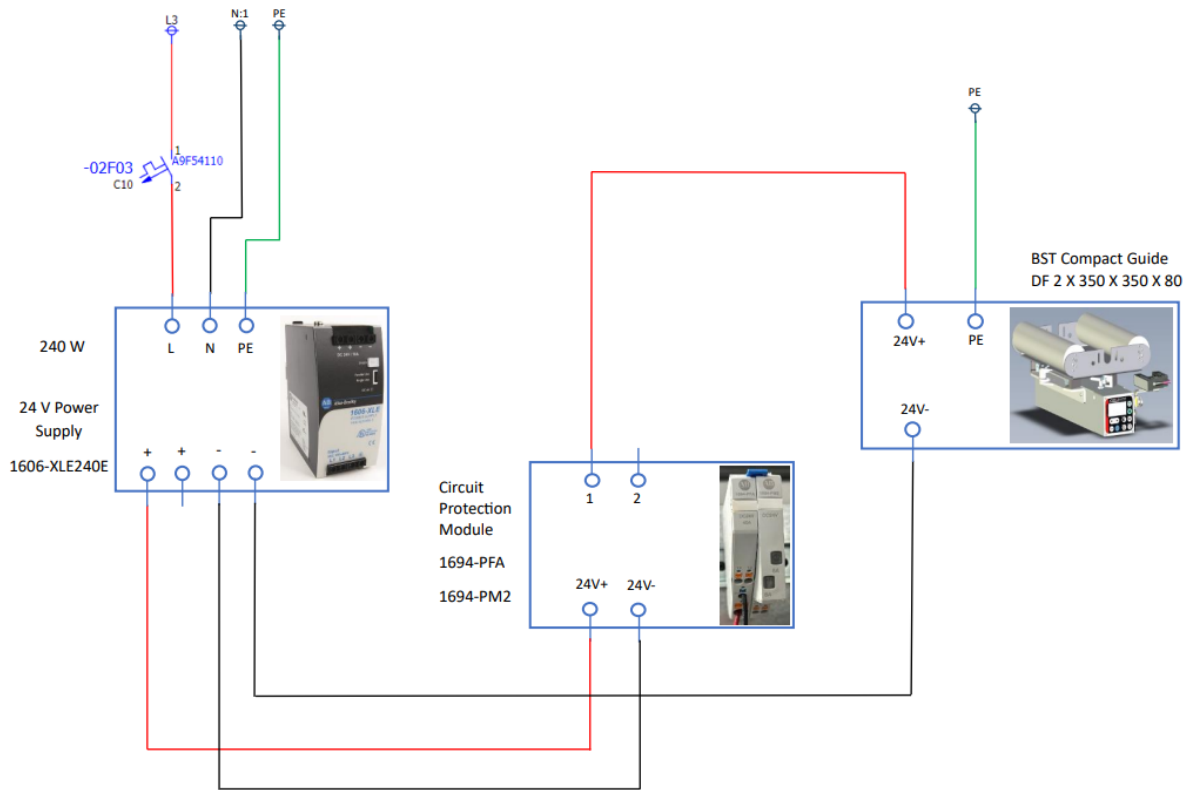 L3
N:1
PE
1
A9F54110
-02F03
C10
2
PE
BST Compact Guide
DF 2 X 350 X 350 X 80
240 W
L
N
PE
24 V Power
Supply
1606-XLE240E
+
+
-
-
1606-XLE
24V+
PE
24V-
Circuit
Protection
Module
1694-PFA
1694-PM2
1
2
24V+
24V-